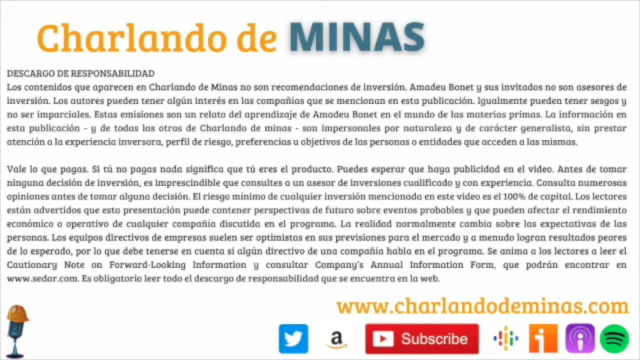 Charlando de MINAS
DESCARGO DE RESPONSABILIDAD
Los contenidos que aparecen en Charlando de Minas no son recomendaciones de inversión. Amadeu Bonet y sus invitados no son asesores de
inversión. Los autores pueden tener algún interés en las compañías que se mencionan en esta publicación. Igualmente pueden tener sesgos y
no ser imparciales. Estas emisiones son un relato del aprendizaje de Amadeu Bonet en el mundo de las materias primas. La información en
esta publicación - y de todas las otras de Charlando de minas - son impersonales por naturaleza y de carácter generalista, sin prestar
atención a la experiencia inversora, perfil de riesgo, preferencias u objetivos de las personas o entidades que acceden a las mismas.
Vale lo que pagas. Si tú no pagas nada significa que tú eres el producto. Puedes esperar que haya publicidad en el video. Antes de tomar
ninguna decisión de inversión, es imprescindible que consultes a un asesor de inversiones cualificado y con experiencia. Consulta numerosas
opiniones antes de tomar alguna decisión. El riesgo mínimo de cualquier inversión mencionada en este video es el 100% de capital. Los lectores
están advertidos que esta presentación puede contener perspectivas de futuro sobre eventos probables y que pueden afectar el rendimiento
económico o operativo de cualquier compañía discutida en el programa. La realidad normalmente cambia sobre las expectativas de las
personas. Los equipos directivos de empresas suelen ser optimistas en sus previsiones para el mercado y a menudo logran resultados peores
de lo esperado, por lo que debe tenerse en cuenta si algún directivo de una compañía habla en el programa. Se anima a los lectores a leer el
Cautionary Note on Forward-Looking Information y consultar Company's Annual Information Form, que podrán encontrar en
www.sedar.com. Es obligatorio leer todo el descargo de responsabilidad que se encuentra en la web.
www.charlandodeminas.com
Subscribe